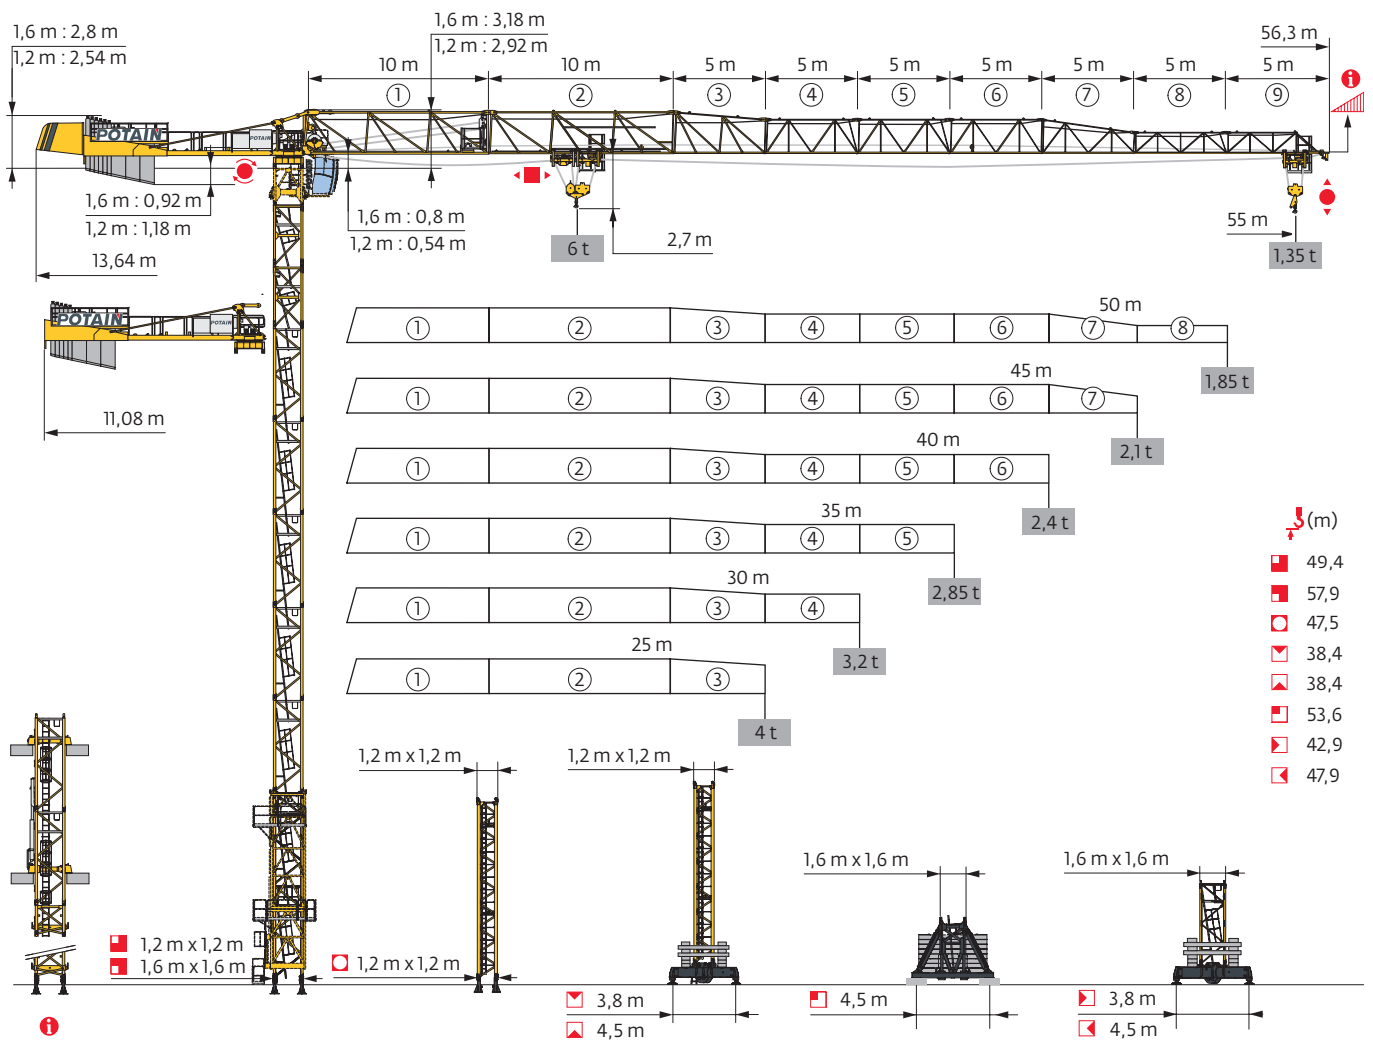 1,6 m : 2,8 m
1,2 m : 2,54 m
1,6 m : 3,18 m
1,2 m : 2,92 m
56,3 m
10 m
10 m
5 m
5 m
5 m
5 m
5 m
5 m
5 m
1
2
3
4
5
6
7
8
9
i
POTAIN
POTAIN
1,6 m : 0,92 m
1,2 m : 1,18 m
13,64 m
1,6 m : 0,8 m
1,2 m : 0,54 m
6 t
2,7 m
55 m
1,35 t
POTAIN
POTAIN
11,08 m
50 m
1
2
3
4
5
6
7
8
1,85 t
45 m
1
2
3
4
5
6
7
2,1 t
40 m
1
2
3
4
5
6
2,4 t
35 m
1
2
3
4
5
2,85 t
30 m
1
2
3
4
3,2 t
25 m
1
2
3
4 t
(m)
49,4
57,9
47,5
38,4
38,4
53,6
42,9
47,9
1,2 m x 1,2 m
1,2 m x 1,2 m
1,6 m x 1,6 m
1,6 m x 1,6 m
1,2 m x 1,2 m
1,6 m x 1,6 m
1,2 m x 1,2 m
3,8 m
4,5 m
4,5 m
3,8 m
4,5 m
i